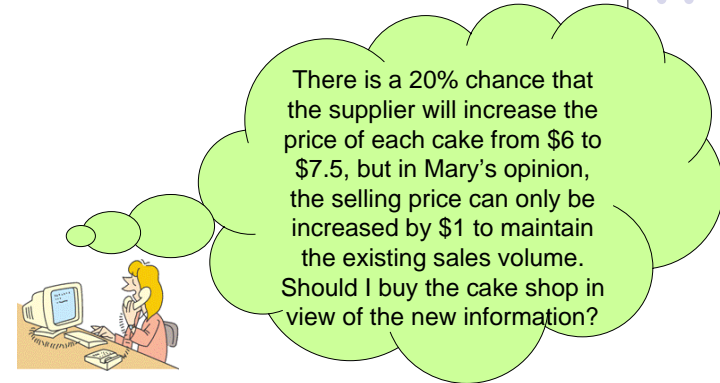 There is a 20% chance that
the supplier will increase the
price of each cake from $6 to
$7.5, but in Mary's opinion,
the selling price can only be
increased by $1 to maintain
the existing sales volume.
Should I buy the cake shop in
view of the new information?